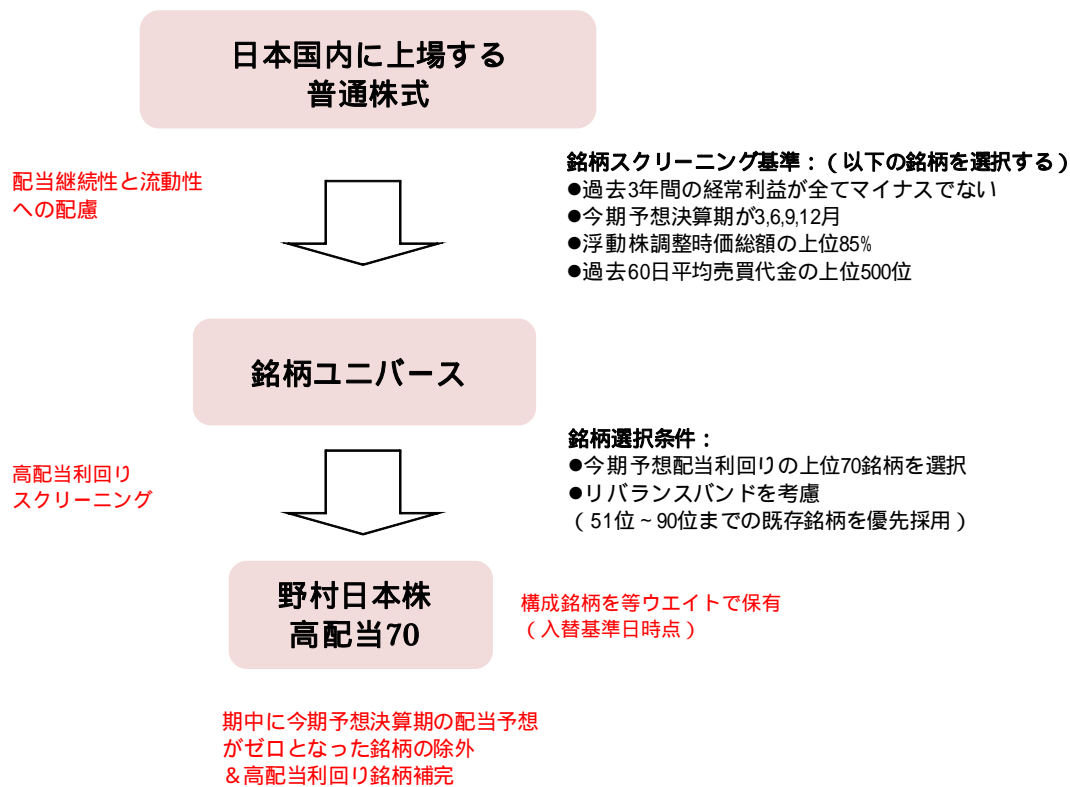 日本国内に上場する
普通株式
配当継続性と流動性
への配慮
銘柄スクリーニング基準：（以下の銘柄を選択する）
●過去3年間の経常利益が全てマイナスでない
●今期予想決算期が3,6,9,12月
●浮動株調整時価総額の上位85%
●過去60日平均売買代金の上位500位
銘柄ユニバース
高配当利回り
スクリーニング
銘柄選択条件：
●今期予想配当利回りの上位70銘柄を選択
●リバランスバンドを考慮
（51位～90位までの既存銘柄を優先採用）
野村日本株
高配当70
構成銘柄を等ウエイトで保有
（入替基準日時点）
期中に今期予想決算期の配当予想
がゼロとなった銘柄の除外
＆高配当利回り銘柄補完